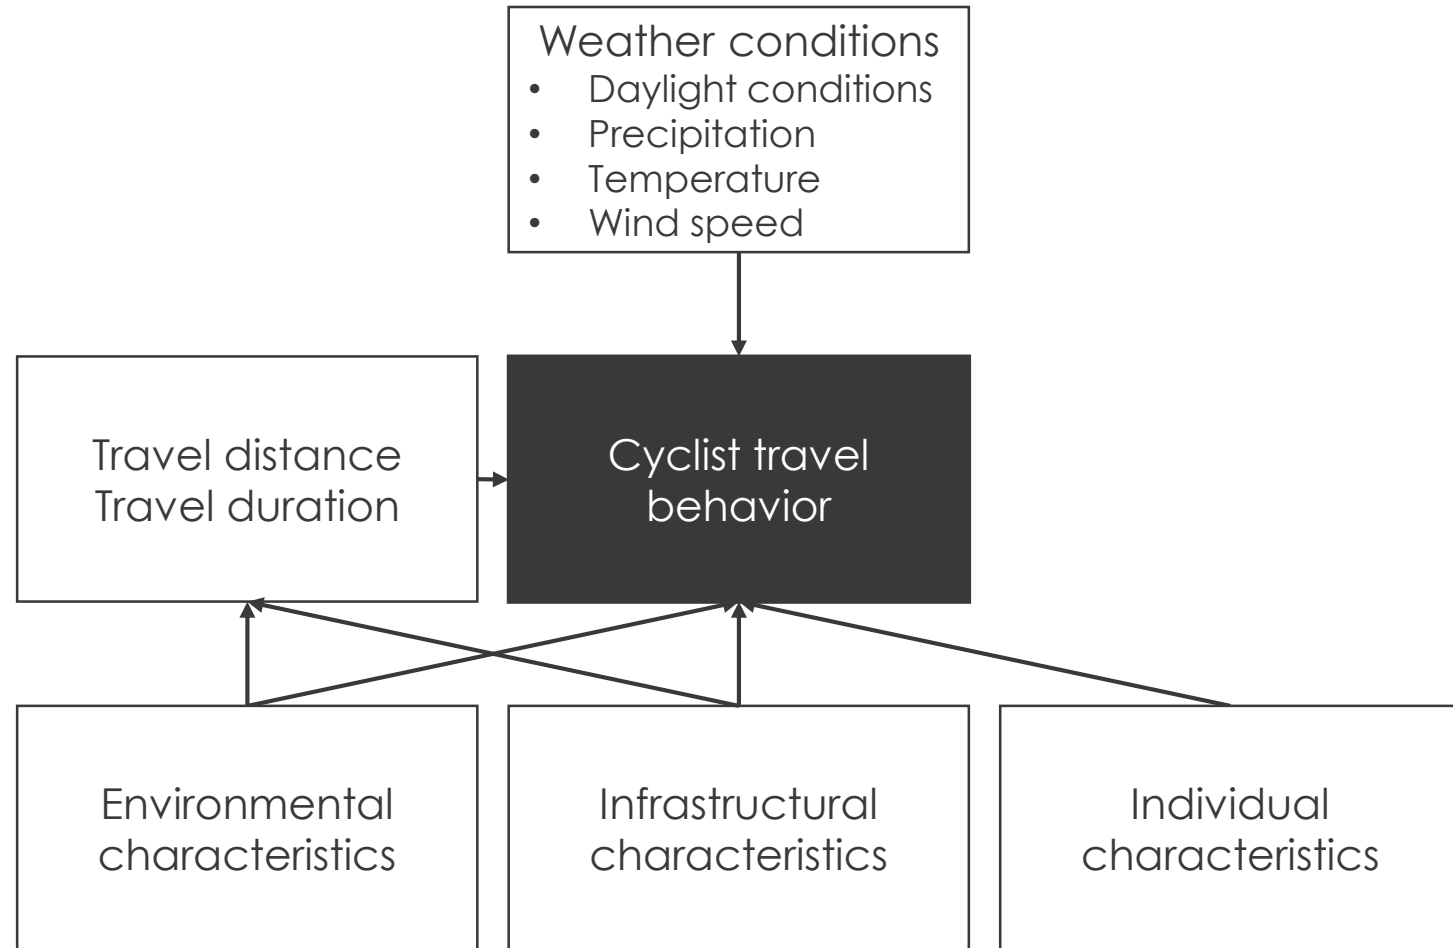 Weather conditions
• Daylight conditions
• Precipitation
• Temperature
• Wind speed
Travel distance
Travel duration
Cyclist travel
behavior
Environmental
characteristics
Infrastructural
characteristics
Individual
characteristics